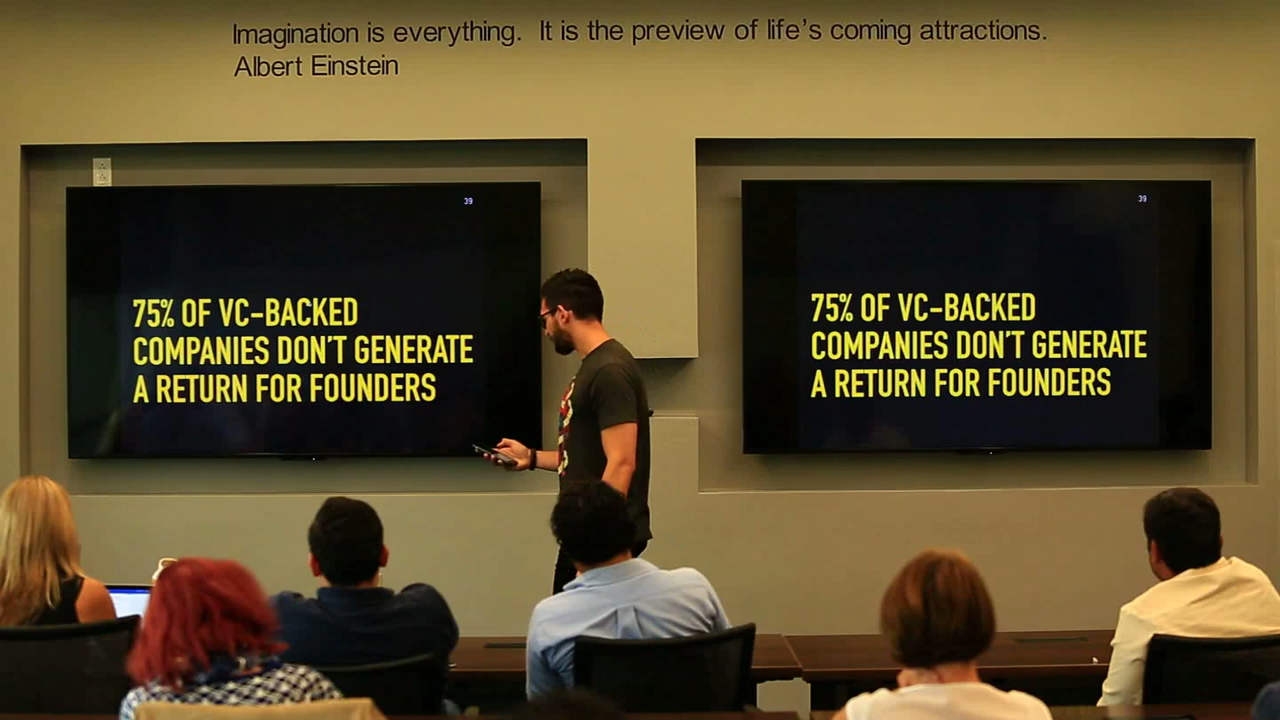 Imagination is everything.  It is the preview of life's coming attractions.
Albert Einstein
39
75% OF VC-BACKED
COMPANIES DON'T GENERATE
A RETURN FOR FOUNDERS
39
75% OF VC-BACKED
COMPANIES DON'T GENERATE
A RETURN FOR FOUNDERS